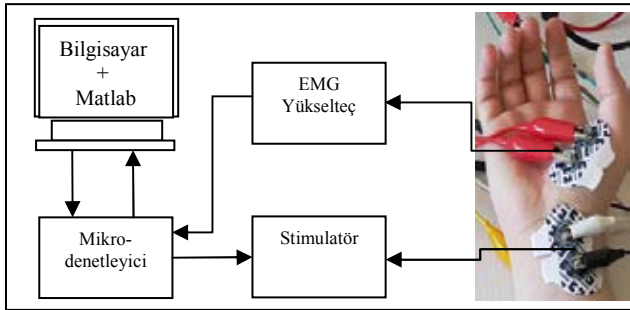 Bilgisayar
+
Matlab
EMG
Yükselteç
Mikro-
denetleyici
Stimulatör